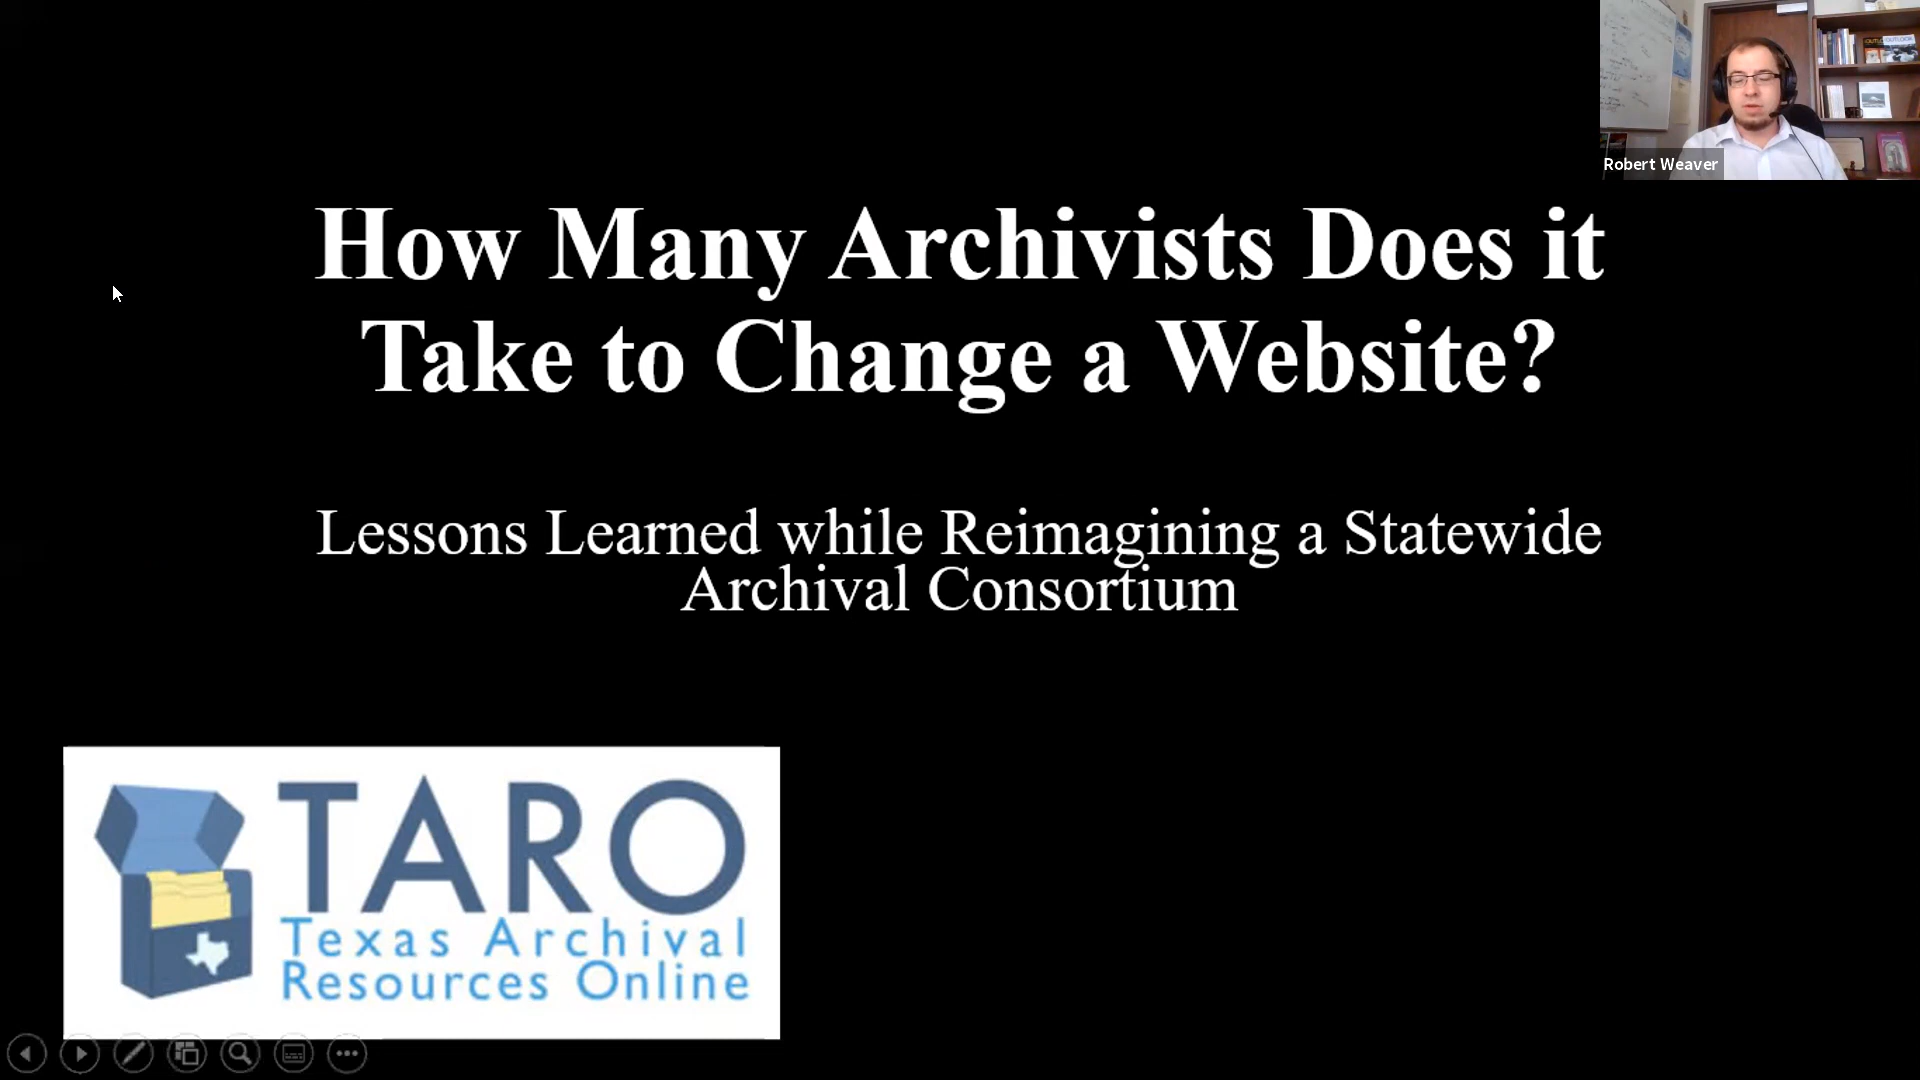 Robert Weaver
How Many Archivists Does it
Take to Change a Website?
Lessons Learned while Reimagining a Statewide
Archival Consortium
TARO
Texas Archival
Resources Online